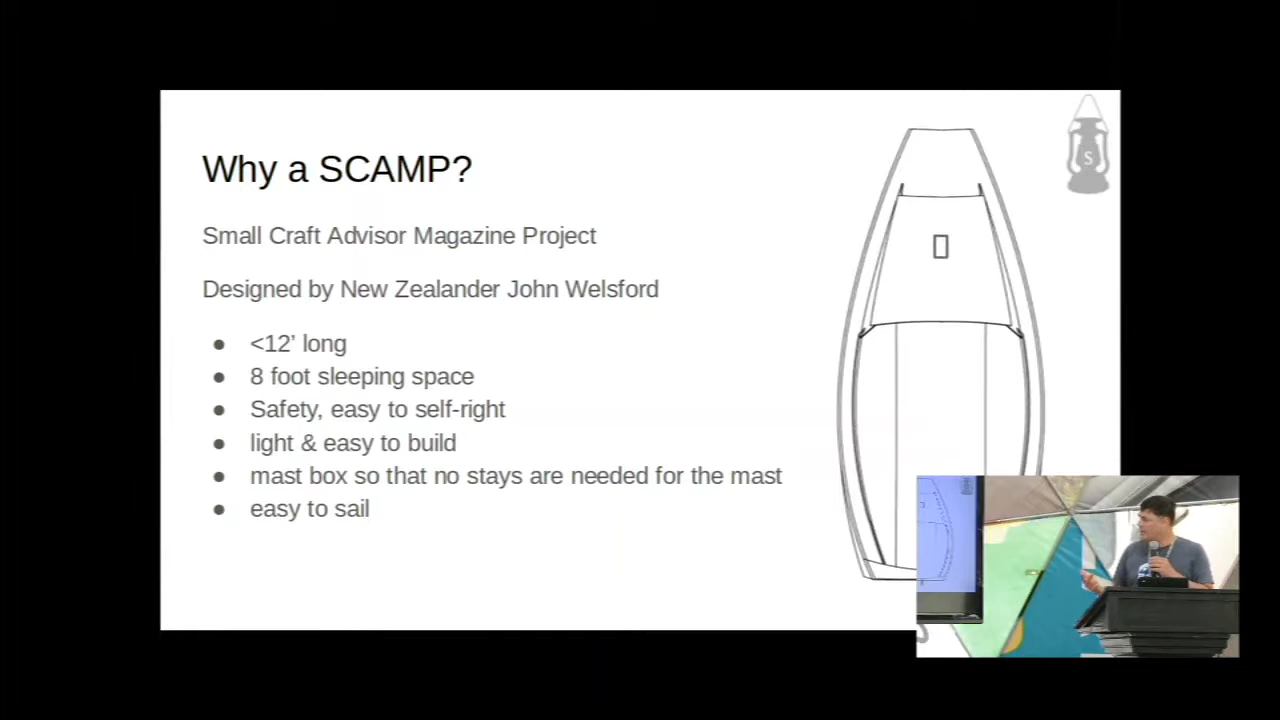 Why a SCAMP?
S
Small Craft Advisor Magazine Project
Designed by New Zealander John Welsford
● <12’ long
● 8 foot sleeping space
● Safety, easy to self-right
● light & easy to build
● mast box so that no stays are needed for the mast
● easy to sail